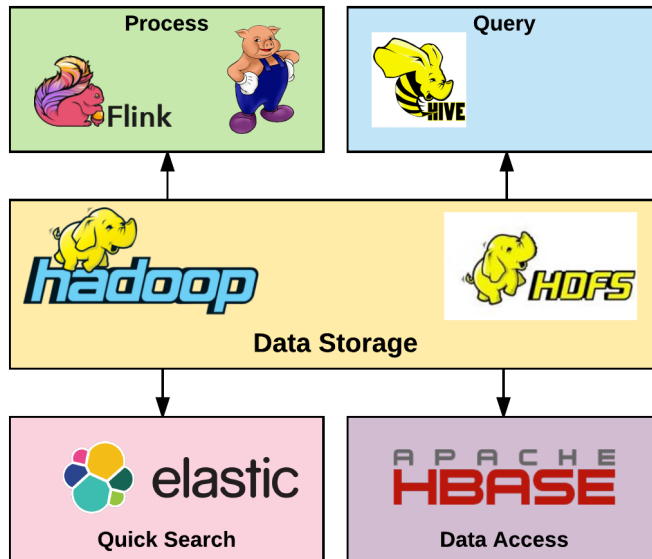 Process
Flink
Query
HIVE
hadoop
HDFS
Data Storage
elastic
Quick Search
APACHE
HBASE
Data Access